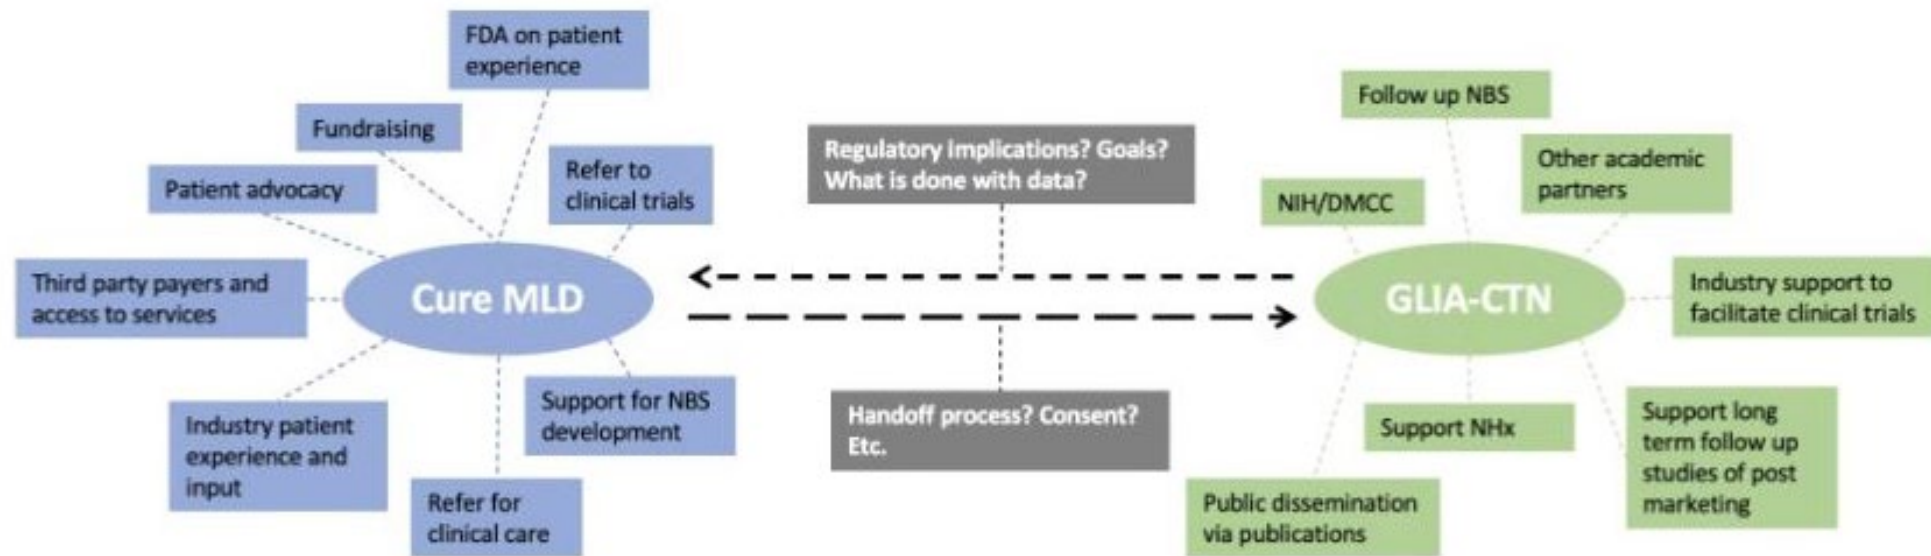 FDA on patient
experience
Fundraising
Patient advocacy
Refer to
clinical trials
Third party payers and
access to services
Cure MLD
Industry patient
experience and
input
Refer for
clinical care
Support for NBS
development
Regulatory implications? Goals?
What is done with data?
Handoff process? Consent?
Etc.
Follow up NBS
Other academic
partners
NIH/DMCC
GLIA-CTN
Industry support to
facilitate clinical trials
Support NHx
Support long
term follow up
studies of post
marketing
Public dissemination
via publications